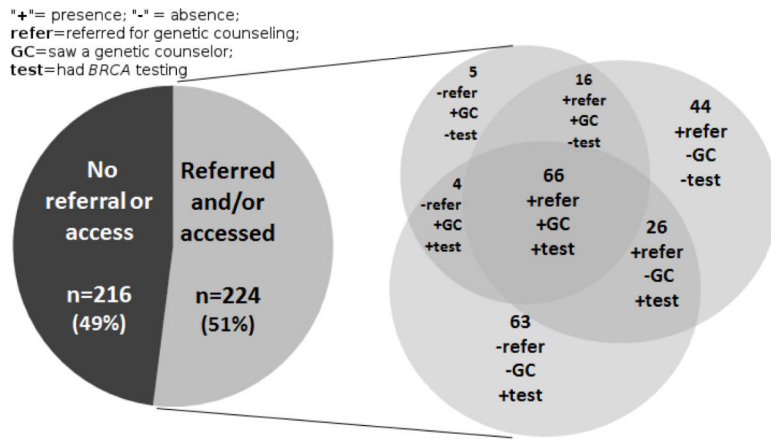 "+"= presence; "-" = absence;
refer=referred for genetic counseling;
GC=saw a genetic counselor;
test=had BRCA testing
No
referral or
access
n=216
(49%)
Referred
and/or
accessed
n=224
(51%)
5
-refer
+GC
-test
16
+refer
+GC
-test
44
+refer
-GC
-test
4
-refer
+GC
+test
66
+refer
+GC
+test
26
+refer
-GC
+test
63
-refer
-GC
+test